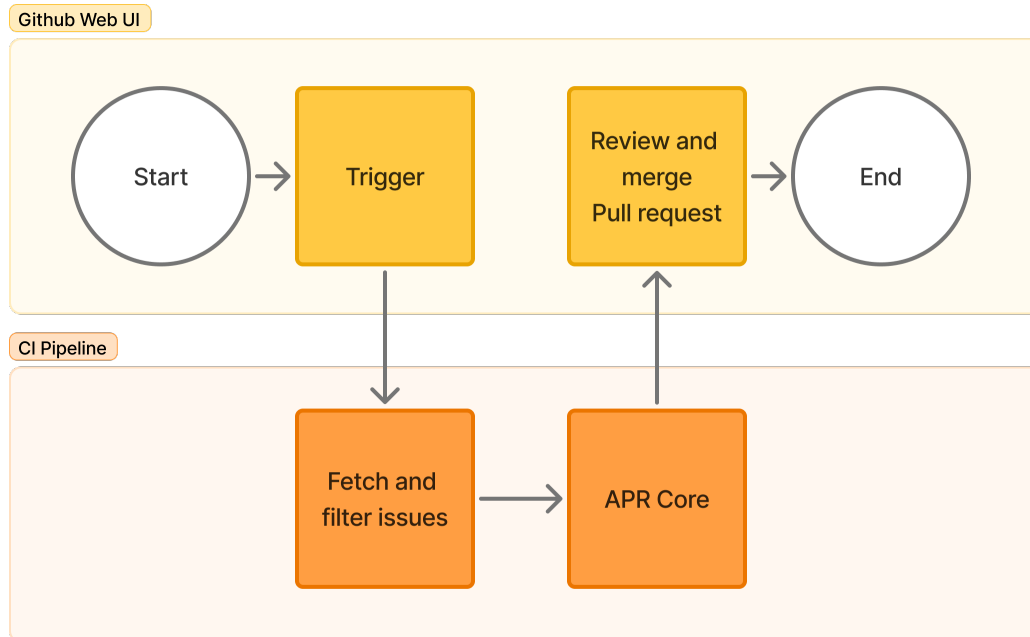 Github Web UI
Start
Trigger
Review and
merge
Pull request
End
CI Pipeline
Fetch and
filter issues
APR Core